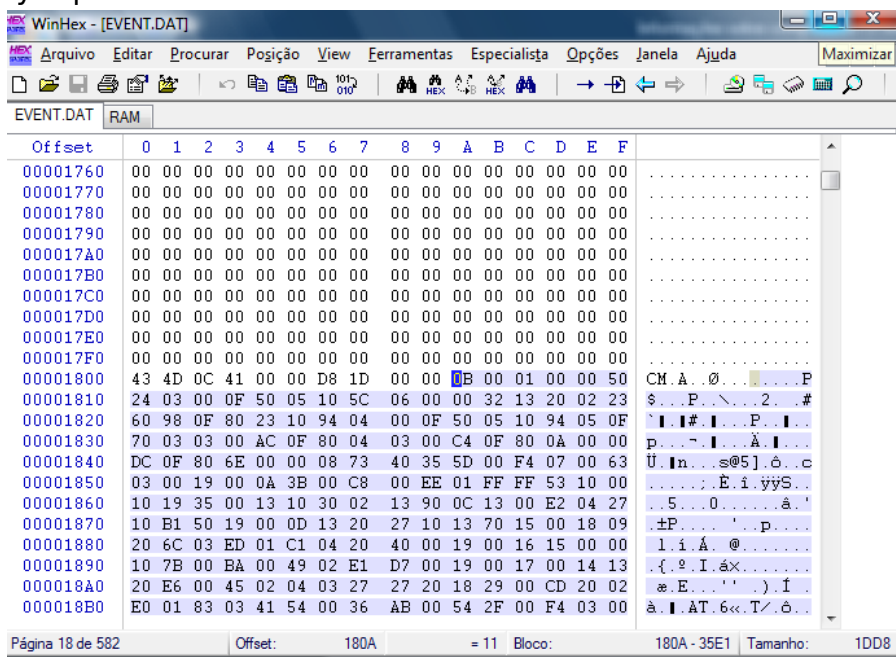 WinHex - [EVENT.DAT]
Arquivo Editar Procurar Posição View Ferramentas Especialista Opções Janela Ajuda Maximizar
EVENT.DAT RAM
Offset 0 1 2 3 4 5 6 7 8 9 A B C D E F
00001760 00 00 00 00 00 00 00 00 00 00 00 00 00 00 00 00 ................
00001770 00 00 00 00 00 00 00 00 00 00 00 00 00 00 00 00 ................
00001780 00 00 00 00 00 00 00 00 00 00 00 00 00 00 00 00 ................
00001790 00 00 00 00 00 00 00 00 00 00 00 00 00 00 00 00 ................
000017A0 00 00 00 00 00 00 00 00 00 00 00 00 00 00 00 00 ................
000017B0 00 00 00 00 00 00 00 00 00 00 00 00 00 00 00 00 ................
000017C0 00 00 00 00 00 00 00 00 00 00 00 00 00 00 00 00 ................
000017D0 00 00 00 00 00 00 00 00 00 00 00 00 00 00 00 00 ................
000017E0 00 00 00 00 00 00 00 00 00 00 00 00 00 00 00 00 ................
000017F0 00 00 00 00 00 00 00 00 00 00 00 00 00 00 00 00 ................
00001800 43 4D 0C 41 00 00 D8 1D 00 00 0B 00 01 00 00 50 CM.A..Ø........P
00001810 24 03 00 0F 50 05 10 5C 06 00 00 32 13 20 02 23 $...P..\...2. .#
00001820 60 98 0F 80 23 10 94 04 00 0F 50 05 10 94 05 0F `▌.▌#.▌...P..▌..
00001830 70 03 03 00 AC 0F 80 04 03 00 C4 0F 80 0A 00 00 p...¬.▌...Ä.▌...
00001840 DC 0F 80 6E 00 00 08 73 40 35 5D 00 F4 07 00 63 Ü.▌n...s@5].ô..c
00001850 03 00 19 00 0A 3B 00 C8 00 EE 01 FF FF 53 10 00 .....;.È.î.ÿÿS..
00001860 10 19 35 00 13 10 30 02 13 90 0C 13 00 E2 04 27 ..5...0......â.'
00001870 10 B1 50 19 00 0D 13 20 27 10 13 70 15 00 18 09 .±P.... '..p....
00001880 20 6C 03 ED 01 C1 04 20 40 00 19 00 16 15 00 00 l.í.Á. @.......
00001890 10 7B 00 BA 00 49 02 E1 D7 00 19 00 17 00 14 13 .{.º.I.á×.......
000018A0 20 E6 00 45 02 04 03 27 27 20 18 29 00 CD 20 02 æ.E...'' .).Í .
000018B0 E0 01 83 03 41 54 00 36 AB 00 54 2F 00 F4 03 00 à.▌.AT.6«.T/.ô..
Página 18 de 582 Offset: 180A = 11 Bloco: 180A - 35E1 Tamanho: 1DD8